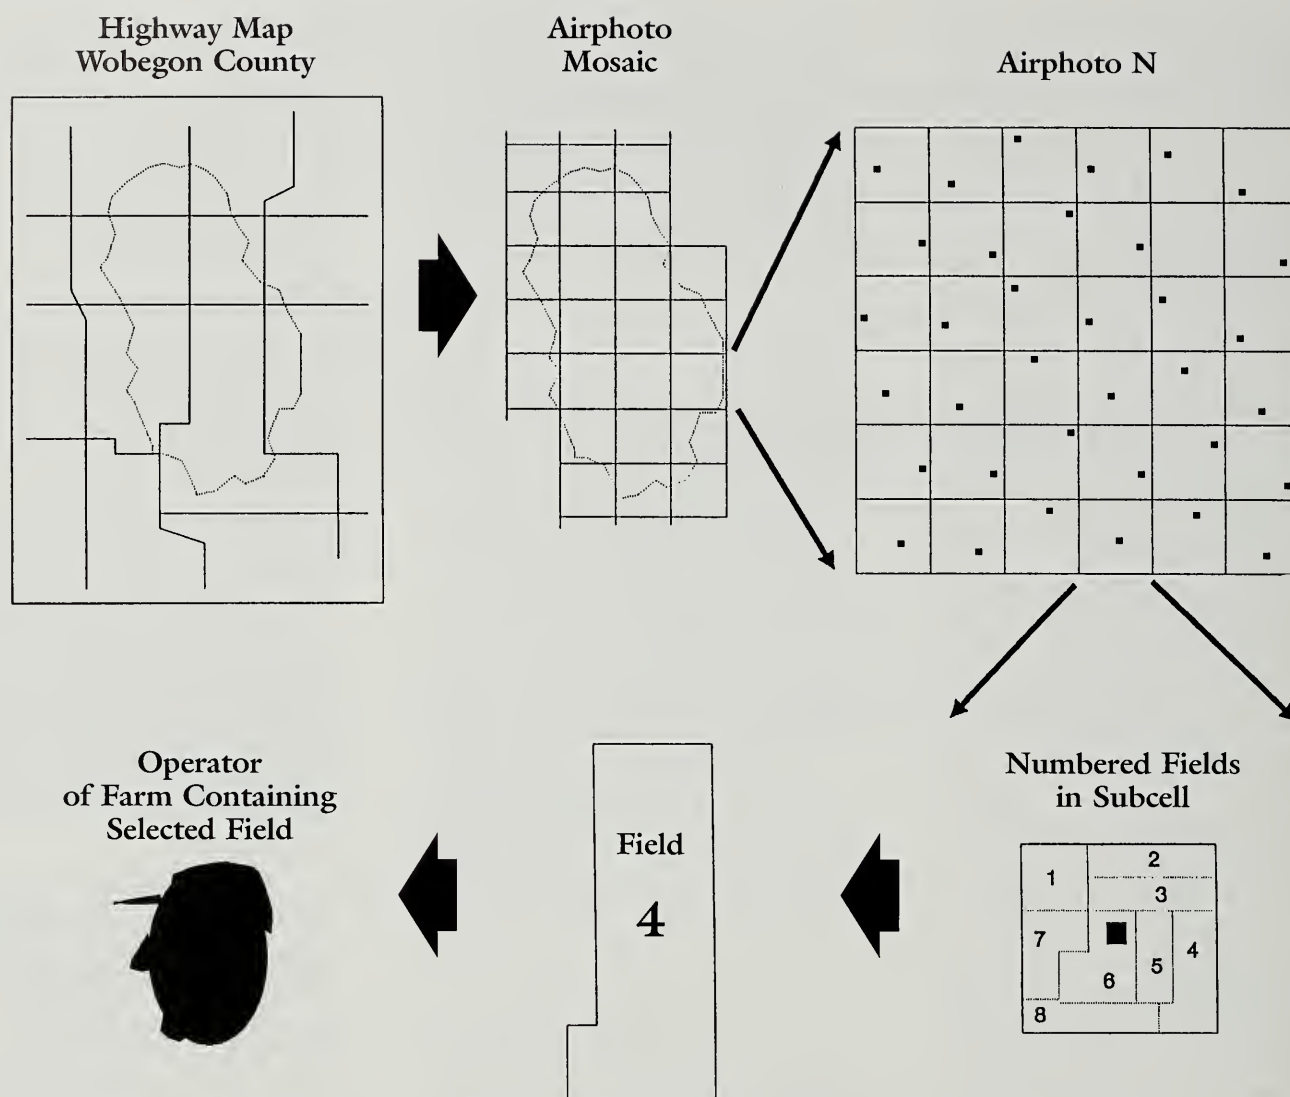 Highway Map
Wobegon County
Airphoto
Mosaic
Airphoto N
Operator
of Farm Containing
Selected Field
Field
4
Numbered Fields
in Subcell
1
2
3
7
4
5
6
8